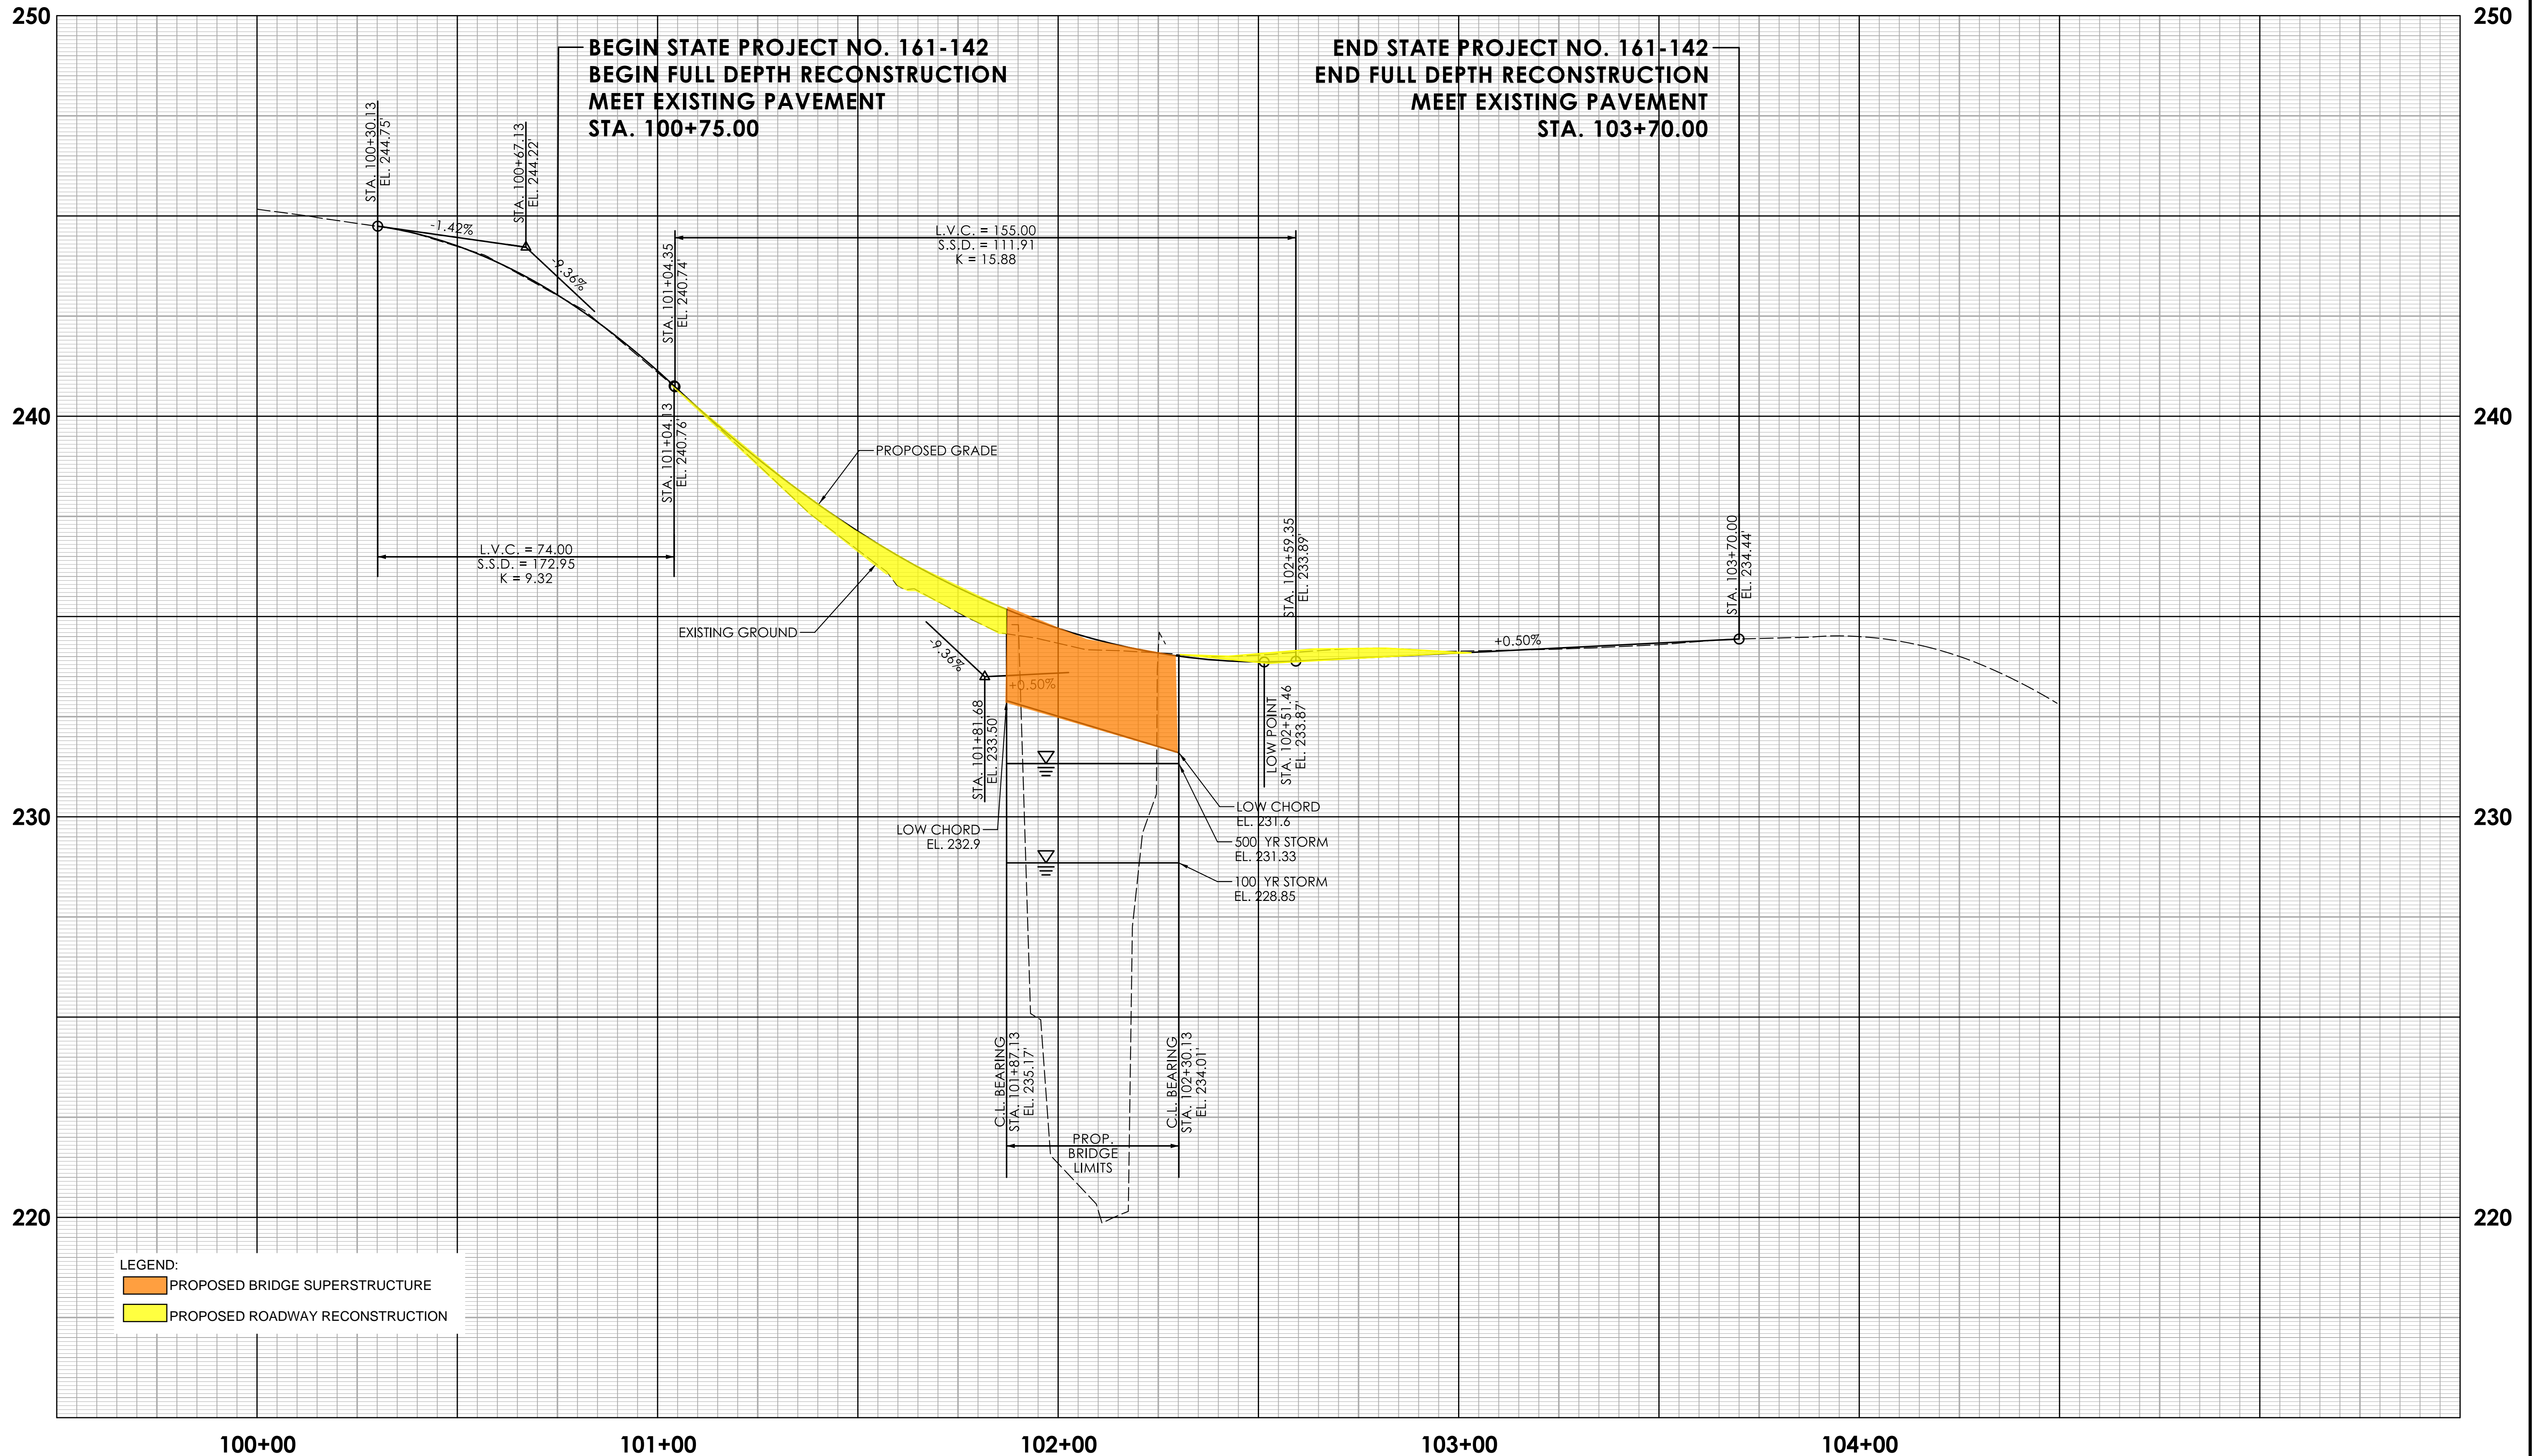 250
250
BEGIN STATE PROJECT NO. 161-142
BEGIN FULL DEPTH RECONSTRUCTION
MEET EXISTING PAVEMENT
STA. 100+75.00
END STATE PROJECT NO. 161-142
END FULL DEPTH RECONSTRUCTION
MEET EXISTING PAVEMENT
STA. 103+70.00
STA. 100+30.13
EL. 244.75'
STA. 100+67.13
EL. 244.22'
-1.42%
-9.36%
STA. 101+04.35
EL. 240.74'
L.V.C. = 155.00
S.S.D. = 111.91
K = 15.88
240
240
STA. 101+04.13
EL. 240.76'
PROPOSED GRADE
L.V.C. = 74.00
S.S.D. = 172.95
K = 9.32
EXISTING GROUND
STA. 102+59.35
EL. 233.89'
STA. 103+70.00
EL. 234.44'
+0.50%
-9.36%
+0.50%
STA. 101+81.68
EL. 233.50'
LOW POINT
STA. 102+51.46
EL. 233.87'
230
230
LOW CHORD
EL. 232.9
LOW CHORD
EL. 231.6
500 YR STORM
EL. 231.33
100 YR STORM
EL. 228.85
C.L. BEARING
STA. 101+87.13
EL. 235.17'
C.L. BEARING
STA. 102+30.13
EL. 234.01'
PROP.
BRIDGE
LIMITS
220
220
LEGEND:
PROPOSED BRIDGE SUPERSTRUCTURE
PROPOSED ROADWAY RECONSTRUCTION
100+00
101+00
102+00
103+00
104+00